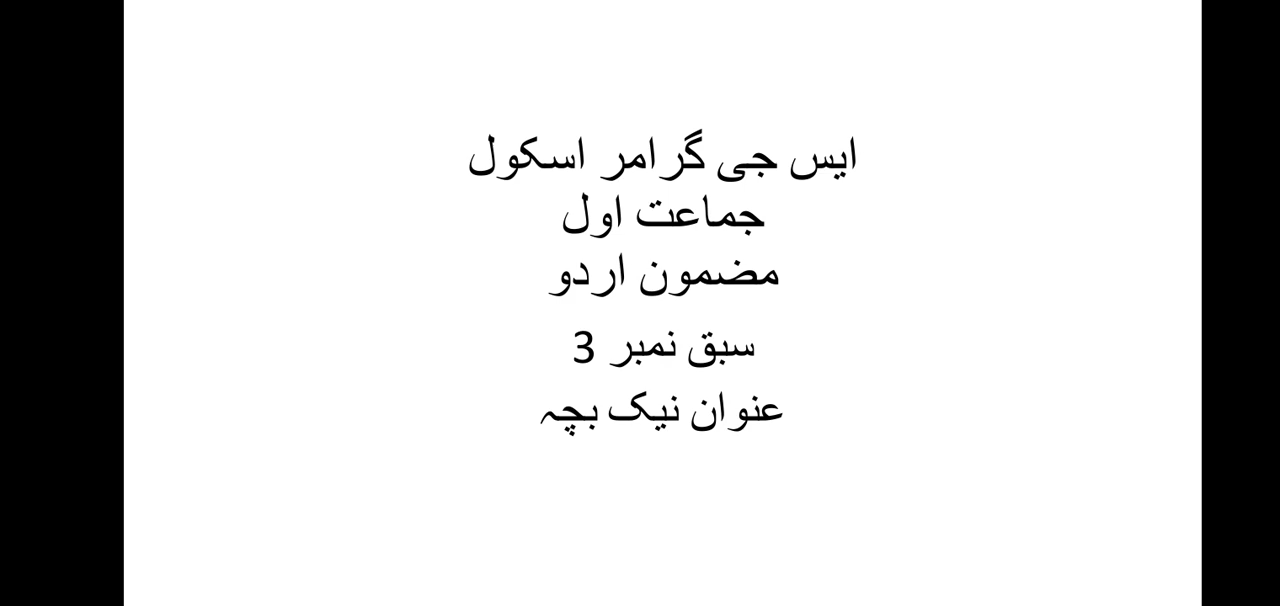 ایس جی گرامر اسکول
جماعت اول
مضمون اردو
سبق نمبر 3
عنوان نیک بچہ